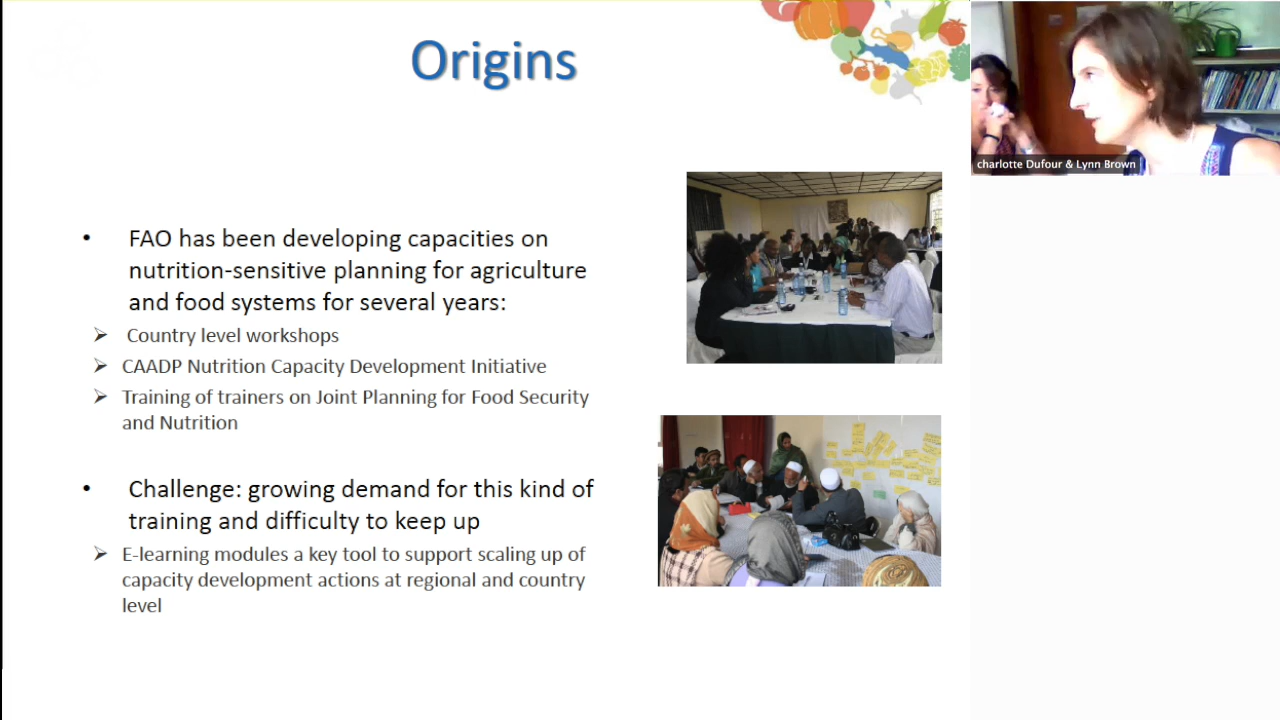 Origins
charlotte Dufour & Lynn Brown
• FAO has been developing capacities on
nutrition-sensitive planning for agriculture
and food systems for several years:
➢ Country level workshops
➢ CAADP Nutrition Capacity Development Initiative
➢ Training of trainers on Joint Planning for Food Security
and Nutrition
• Challenge: growing demand for this kind of
training and difficulty to keep up
➢ E-learning modules a key tool to support scaling up of
capacity development actions at regional and country
level